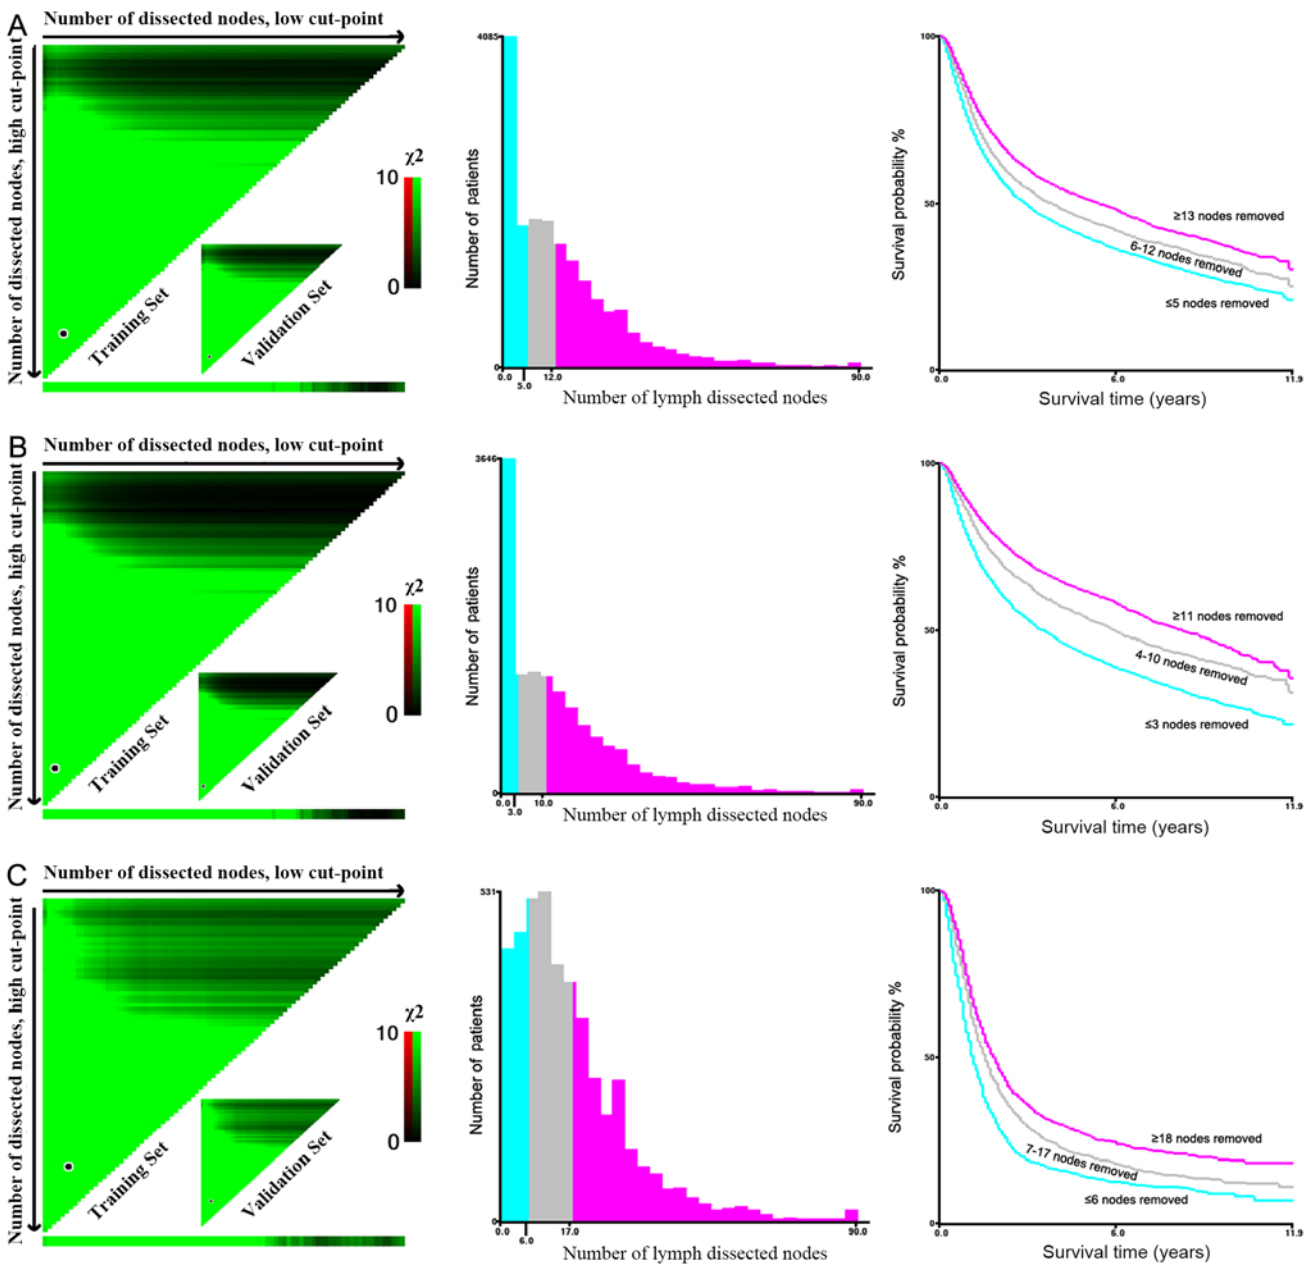 A
Number of dissected nodes, low cut-point
Number of dissected nodes, high cut-point
χ2
10
0
Training Set
Validation Set
4085
0
Number of patients
0.0
5.0
12.0
90.0
Number of lymph dissected nodes
100
50
0
Survival probability %
≥13 nodes removed
6-12 nodes removed
≤5 nodes removed
0.0
6.0
11.9
Survival time (years)
B
Number of dissected nodes, low cut-point
Number of dissected nodes, high cut-point
χ2
10
0
Training Set
Validation Set
3646
0
Number of patients
0.0
3.0
10.0
90.0
Number of lymph dissected nodes
100
50
0
Survival probability %
≥11 nodes removed
4-10 nodes removed
≤3 nodes removed
0.0
6.0
11.9
Survival time (years)
C
Number of dissected nodes, low cut-point
Number of dissected nodes, high cut-point
χ2
10
0
Training Set
Validation Set
531
0
Number of patients
0.0
6.0
17.0
90.0
Number of lymph dissected nodes
100
50
0
Survival probability %
≥18 nodes removed
7-17 nodes removed
≤6 nodes removed
0.0
6.0
11.9
Survival time (years)